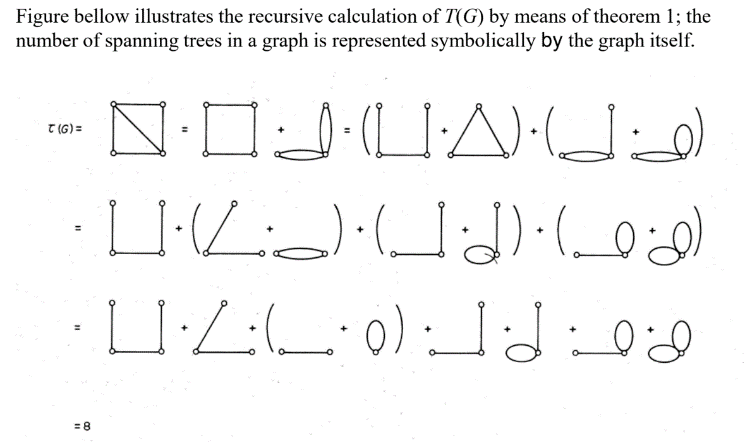 Figure bellow illustrates the recursive calculation of T(G) by means of theorem 1; the
number of spanning trees in a graph is represented symbolically by the graph itself.
τ(G) = = + = ( + ) + ( + )
= + ( + ) + ( + ) + ( + )
= + + ( + ) + + + +
= 8